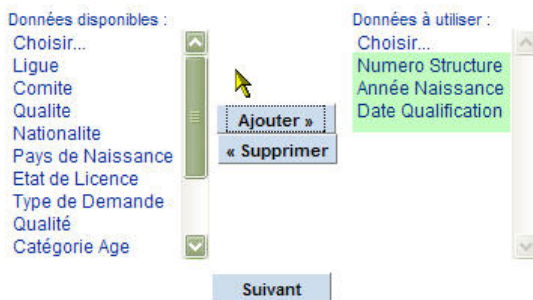 Données disponibles :
Choisir...
Ligue
Comite
Qualite
Nationalite
Pays de Naissance
Etat de Licence
Type de Demande
Qualité
Catégorie Age
Ajouter »
« Supprimer
Données à utiliser :
Choisir...
Numero Structure
Année Naissance
Date Qualification
Suivant